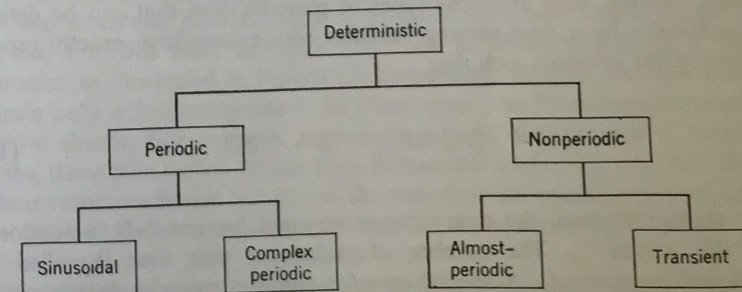 Deterministic
Periodic
Nonperiodic
Sinusoidal
Complex
periodic
Almost–
periodic
Transient